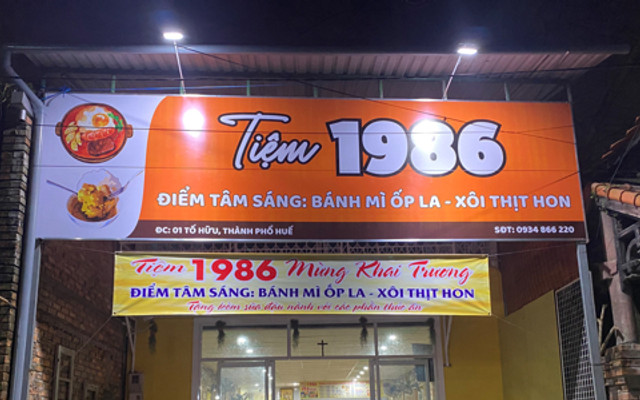 Tiệm 1986
ĐIỂM TÂM SÁNG: BÁNH MÌ ỐP LA - XÔI THỊT HON
ĐC: 01 TỐ HỮU, THÀNH PHỐ HUẾ
SĐT: 0934 866 220
Tiệm 1986 Mừng Khai Trương
ĐIỂM TÂM SÁNG: BÁNH MÌ ỐP LA - XÔI THỊT HON
Tặng kèm sữa đậu nành với các phần thức ăn